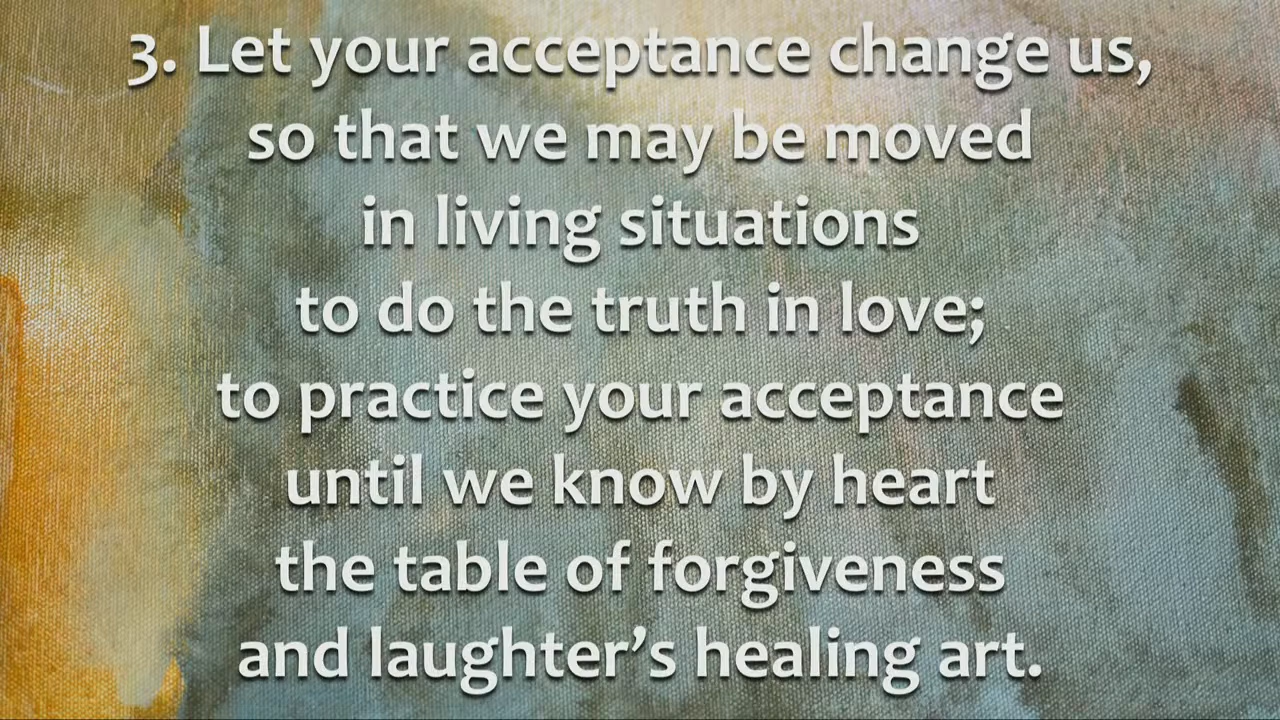 3. Let your acceptance change us,
so that we may be moved
in living situations
to do the truth in love;
to practice your acceptance
until we know by heart
the table of forgiveness
and laughter’s healing art.